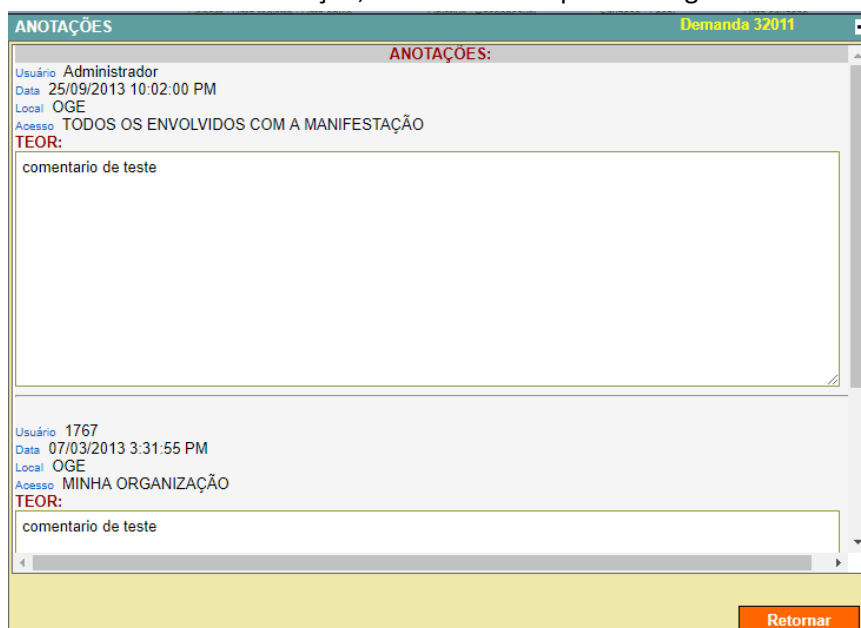 ANOTAÇÕES Demanda 32011
ANOTAÇÕES:
Usuário Administrador
Data 25/09/2013 10:02:00 PM
Local OGE
Acesso TODOS OS ENVOLVIDOS COM A MANIFESTAÇÃO
TEOR:
comentario de teste
Usuário 1767
Data 07/03/2013 3:31:55 PM
Local OGE
Acesso MINHA ORGANIZAÇÃO
TEOR:
comentario de teste
Retornar